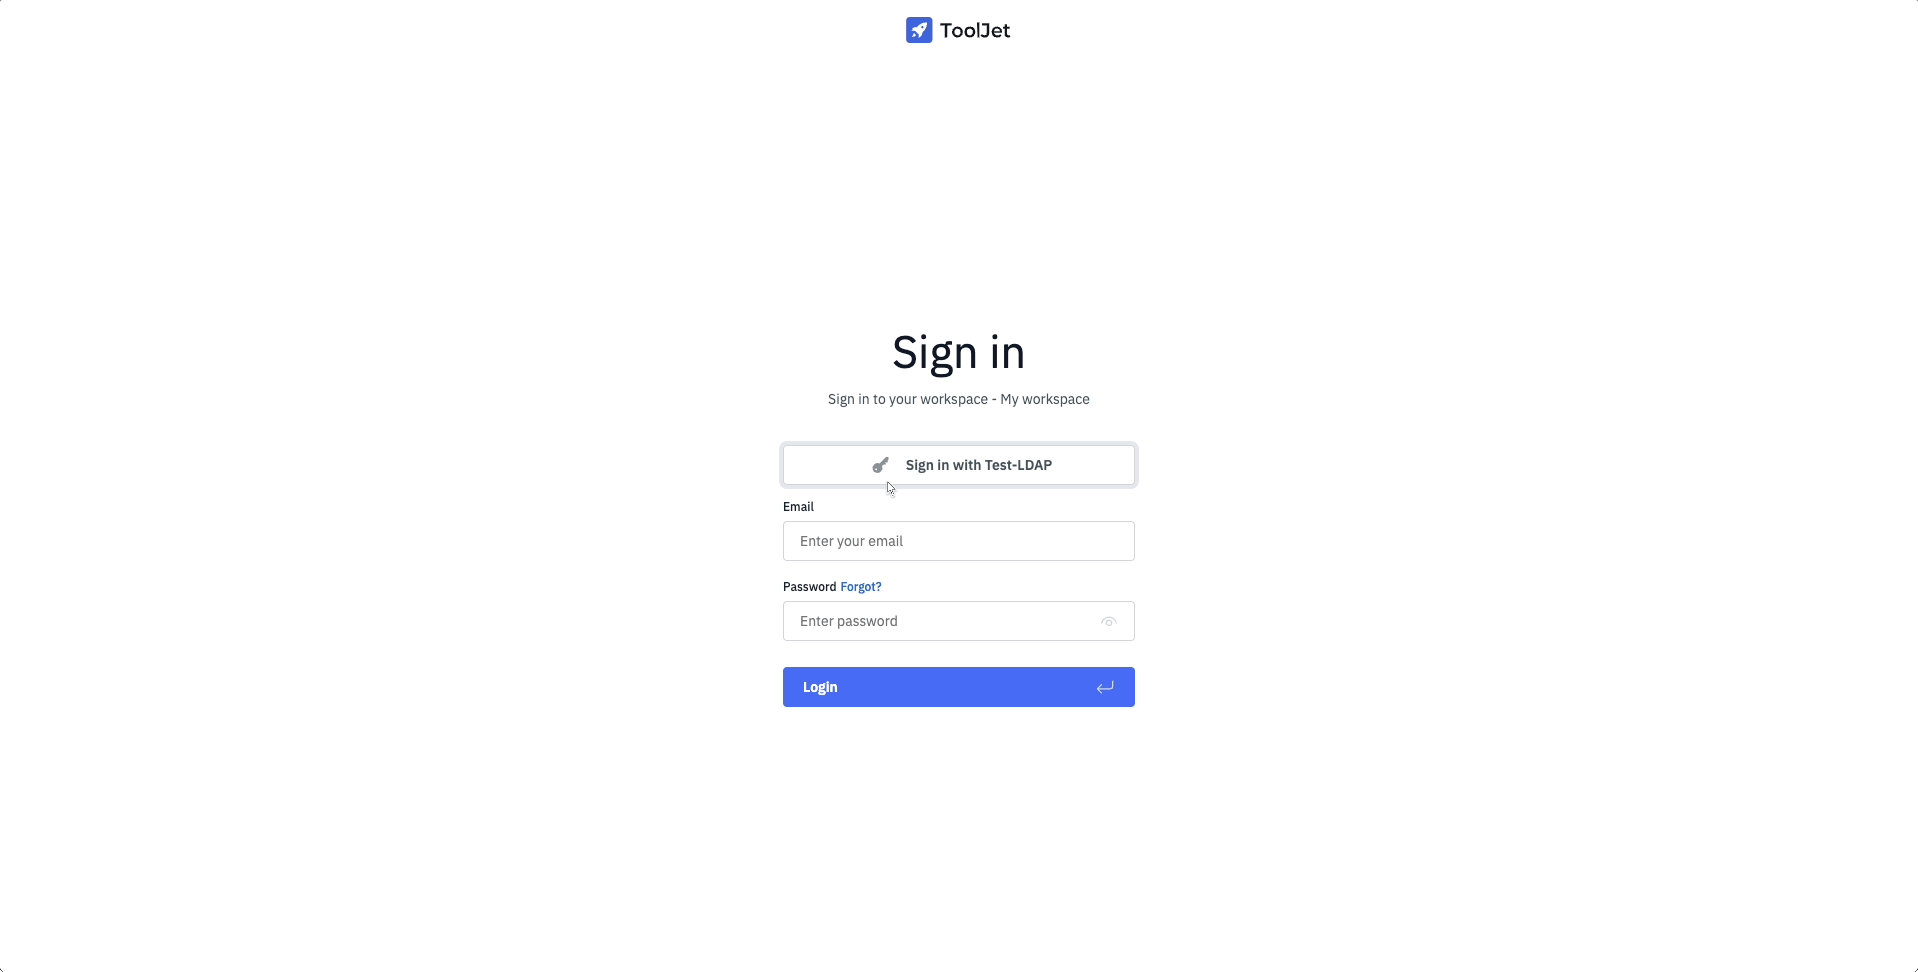 ToolJet
Sign in
Sign in to your workspace - My workspace
Sign in with Test-LDAP
Email
Enter your email
Password Forgot?
Enter password
Login